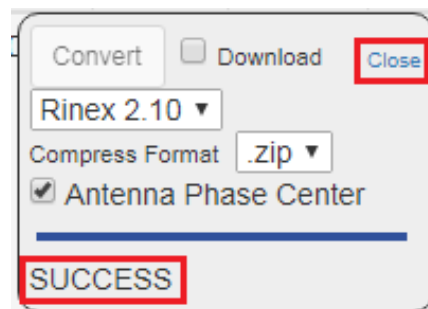 Convert Download Close
Rinex 2.10
Compress Format .zip
Antenna Phase Center
SUCCESS